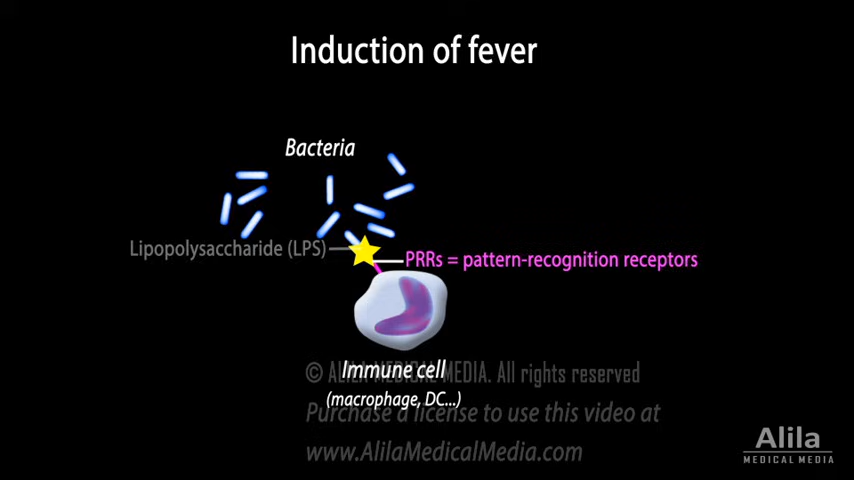 Induction of fever
Bacteria
Lipopolysaccharide (LPS)
PRRs = pattern-recognition receptors
Immune cell
© ALILA MEDICAL MEDIA. All rights reserved
(macrophage, DC...)
Purchase a license to use this video at
www.AlilaMedicalMedia.com
Alila
MEDICAL MEDIA